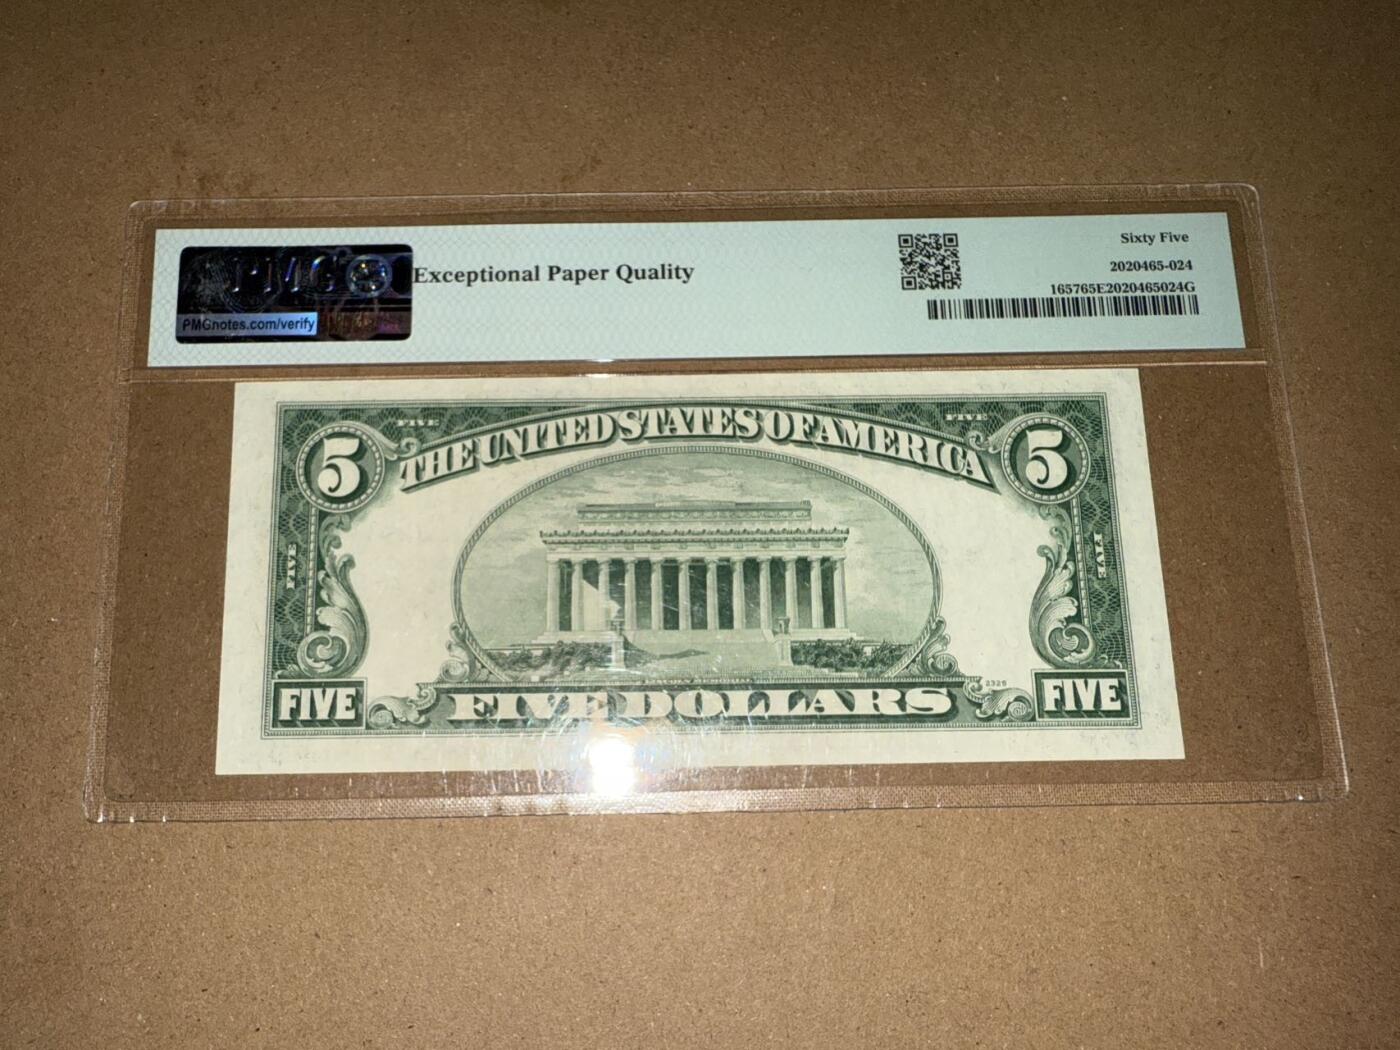 PMG
PMGnotes.com/verify
Exceptional Paper Quality
Sixty Five
2020465-024
165765E2020465024G
FIVE
FIVE
5
THE UNITED STATES OF AMERICA
5
FIVE
FIVE
2328
FIVE
FIVE DOLLARS
FIVE